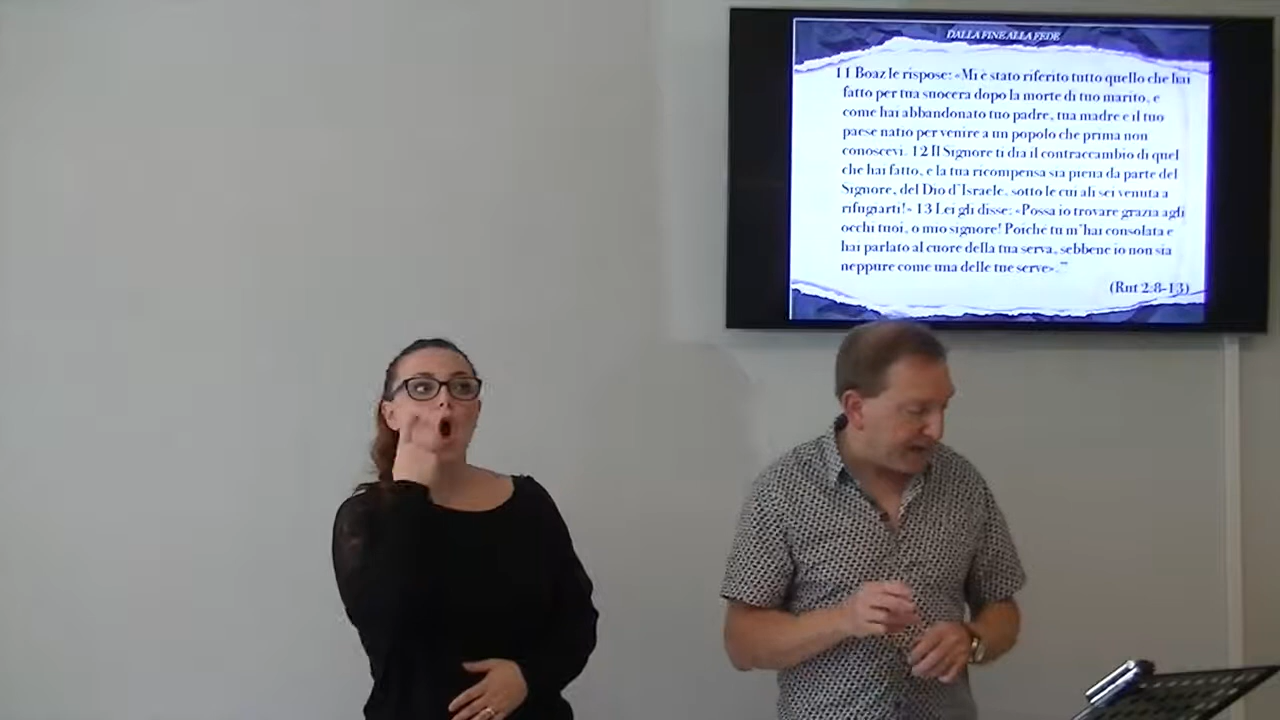 DALLA FINE ALLA FEDE
11 Boaz le rispose: «Mi è stato riferito tutto quello che hai
fatto per tua suocera dopo la morte di tuo marito, e
come hai abbandonato tuo padre, tua madre e il tuo
paese natio per venire a un popolo che prima non
conoscevi. 12 Il Signore ti dia il contraccambio di quel
che hai fatto, e la tua ricompensa sia piena da parte del
Signore, del Dio d'Israele, sotto le cui ali sei venuta a
rifugiarti!» 13 Lei gli disse: «Possa io trovare grazia agli
occhi tuoi, o mio signore! Poiché tu m'hai consolata e
hai parlato al cuore della tua serva, sebbene io non sia
neppure come una delle tue serve».”
(Rut 2:8-13)